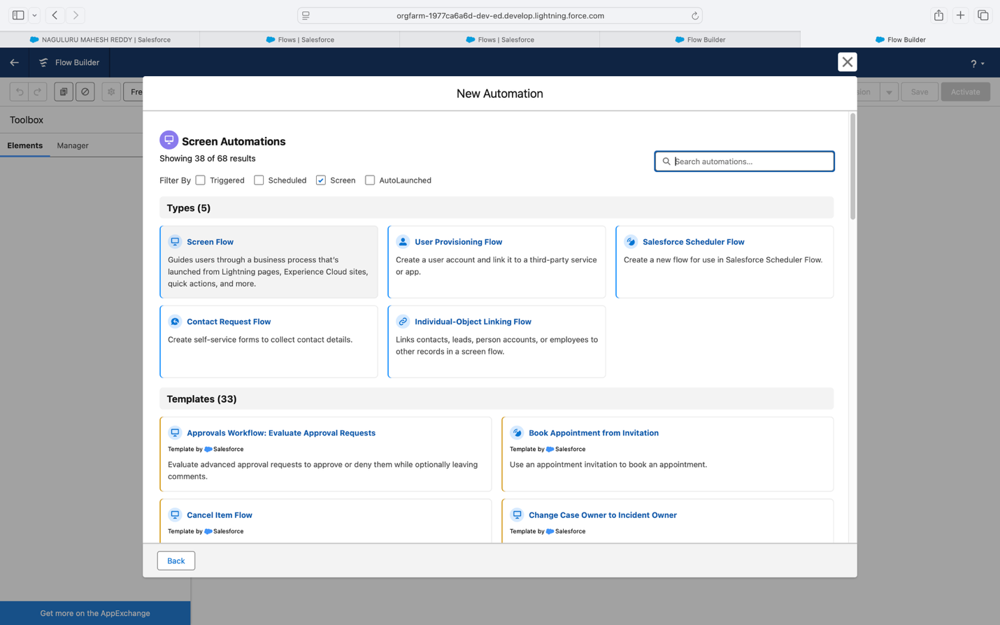 orgfarm-1977ca6a6d-dev-ed.develop.lightning.force.com
NAGULURU MAHESH REDDY | Salesforce
Flows | Salesforce
Flows | Salesforce
Flow Builder
Flow Builder
Flow Builder
?
Fre
sion
Save
Activate
New Automation
Toolbox
Elements
Manager
Screen Automations
Showing 38 of 68 results
Search automations...
Filter By
Triggered
Scheduled
Screen
AutoLaunched
Types (5)
Screen Flow
Guides users through a business process that's
launched from Lightning pages, Experience Cloud sites,
quick actions, and more.
User Provisioning Flow
Create a user account and link it to a third-party service
or app.
Salesforce Scheduler Flow
Create a new flow for use in Salesforce Scheduler Flow.
Contact Request Flow
Create self-service forms to collect contact details.
Individual-Object Linking Flow
Links contacts, leads, person accounts, or employees to
other records in a screen flow.
Templates (33)
Approvals Workflow: Evaluate Approval Requests
Template by Salesforce
Evaluate advanced approval requests to approve or deny them while optionally leaving
comments.
Book Appointment from Invitation
Template by Salesforce
Use an appointment invitation to book an appointment.
Cancel Item Flow
Template by Salesforce
Change Case Owner to Incident Owner
Template by Salesforce
Back
Get more on the AppExchange